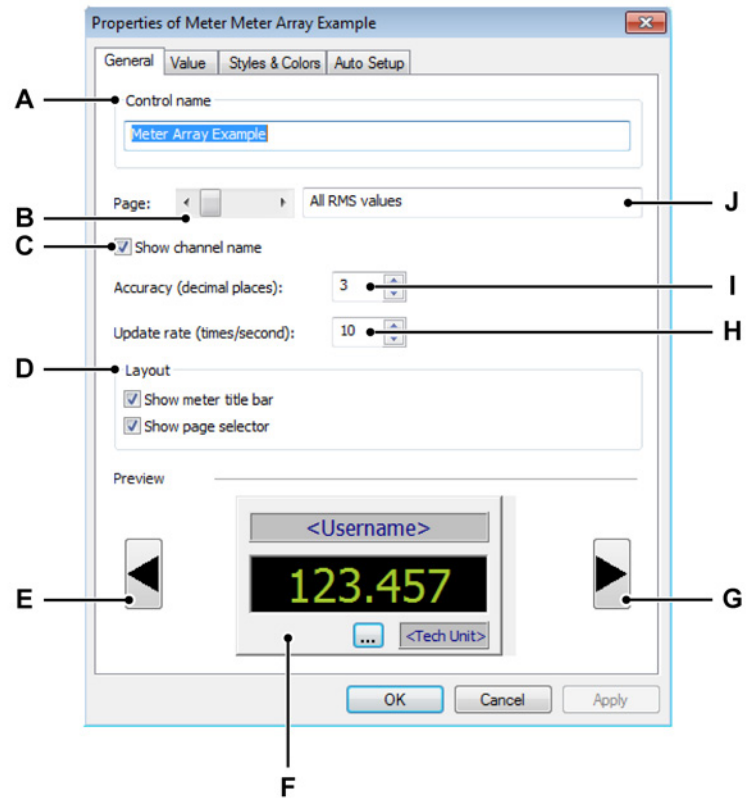 Properties of Meter Meter Array Example
General Value Styles & Colors Auto Setup
A
Control name
Meter Array Example
Page:
All RMS values
J
B
C
Show channel name
Accuracy (decimal places):
3
I
Update rate (times/second):
10
H
D
Layout
Show meter title bar
Show page selector
Preview
<Username>
123.457
E
G
... <Tech Unit>
OK Cancel Apply
F